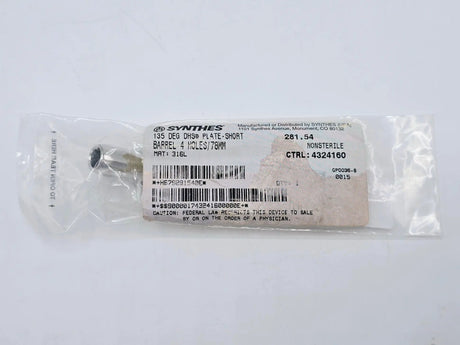 SYNTHES®
Manufactured or Distributed by SYNTHES (USA)
1101 Synthes Avenue, Monument, CO 80132
135 DEG DHS® PLATE-SHORT
281.54
BARREL 4 HOLES/78MM
NONSTERILE
MAT: 316L
CTRL: 4324160
GP0036-B
0015
QTY: 1
CAUTION: FEDERAL LAW RESTRICTS THIS DEVICE TO SALE
BY OR ON THE ORDER OF A PHYSICIAN.